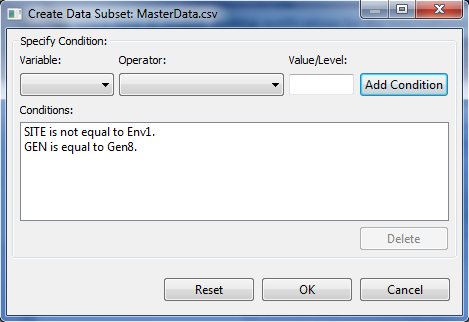 Create Data Subset: MasterData.csv
Specify Condition:
Variable: Operator: Value/Level:
Add Condition
Conditions:
SITE is not equal to Env1.
GEN is equal to Gen8.
Delete
Reset OK Cancel